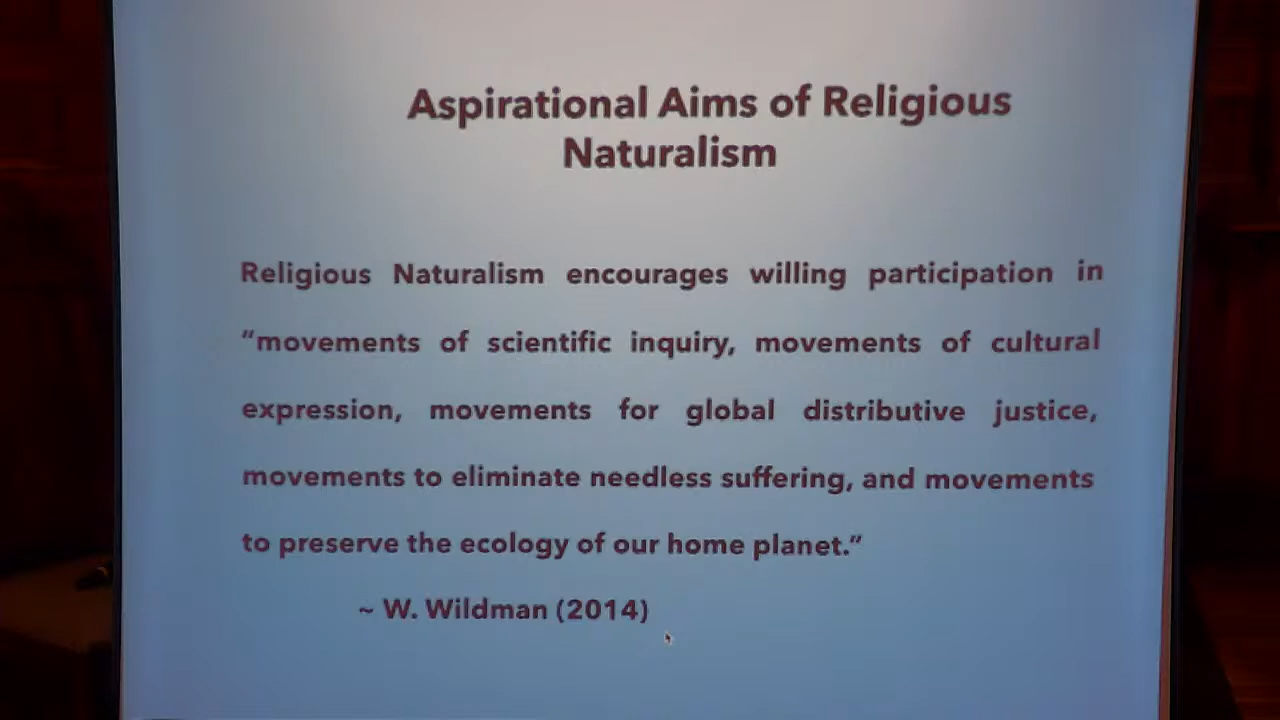 Aspirational Aims of Religious
Naturalism
Religious Naturalism encourages willing participation in
“movements of scientific inquiry, movements of cultural
expression, movements for global distributive justice,
movements to eliminate needless suffering, and movements
to preserve the ecology of our home planet.”
~ W. Wildman (2014)